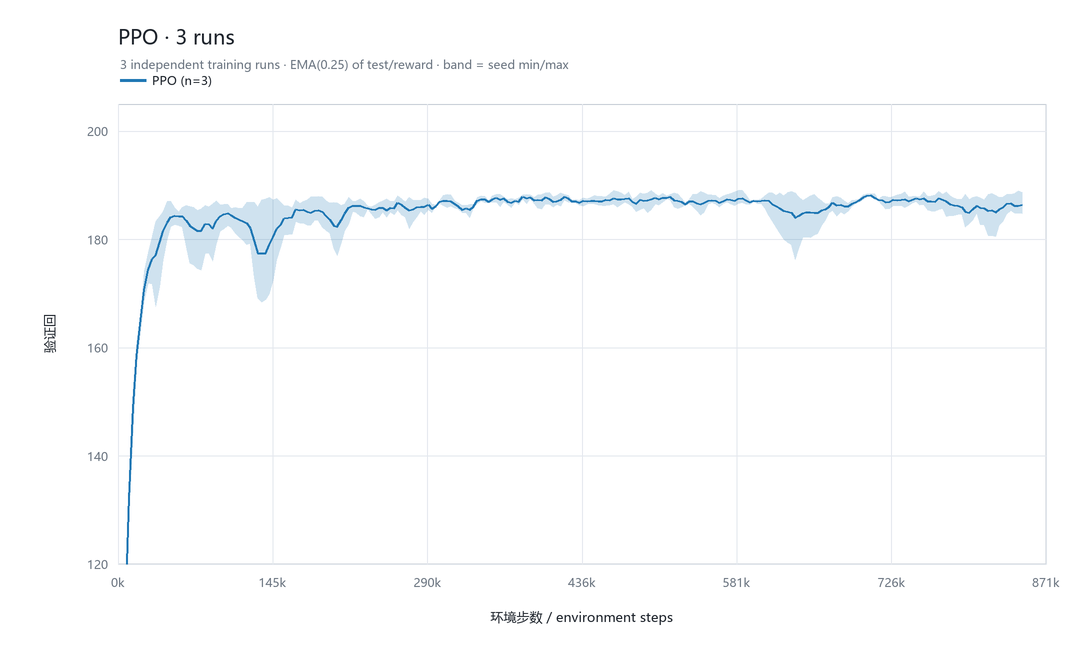 PPO · 3 runs
3 independent training runs · EMA(0.25) of test/reward · band = seed min/max
PPO (n=3)
200
180
160
140
120
验证回
0k 145k 290k 436k 581k 726k 871k
环境步数 / environment steps